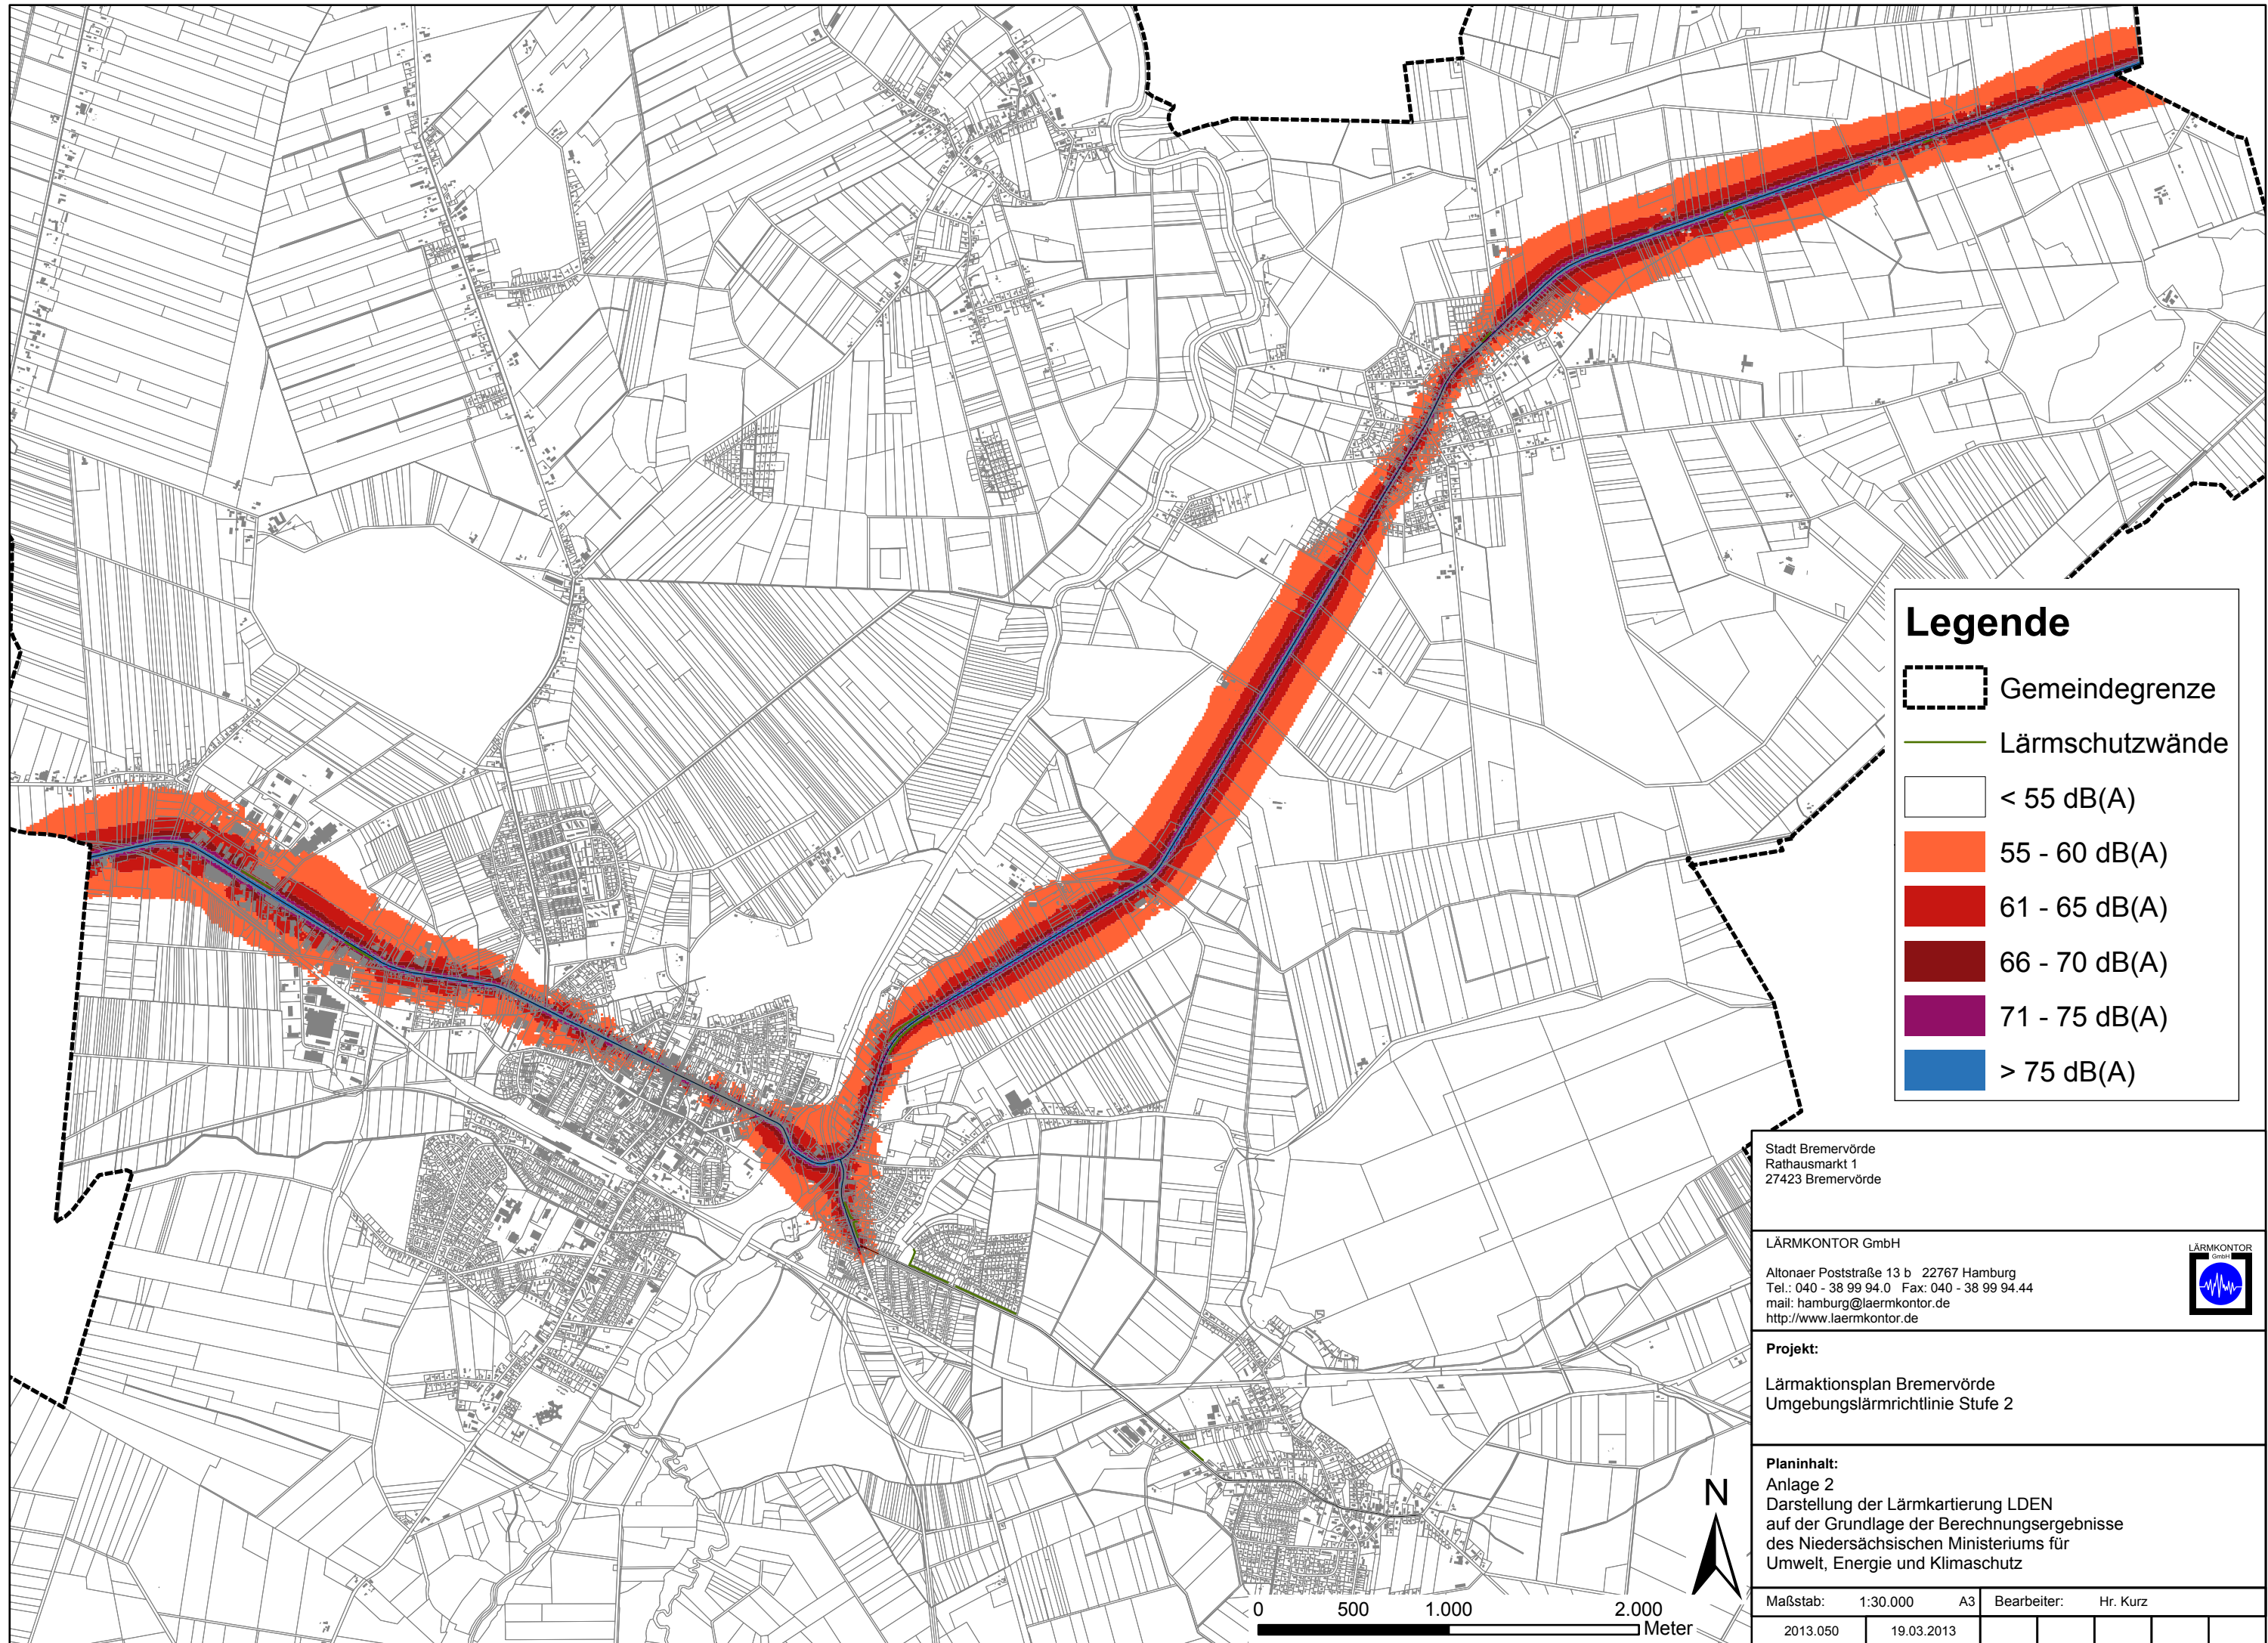 Legende
Gemeindegrenze
Lärmschutzwände
< 55 dB(A)
55 - 60 dB(A)
61 - 65 dB(A)
66 - 70 dB(A)
71 - 75 dB(A)
> 75 dB(A)
Stadt Bremervörde
Rathausmarkt 1
27423 Bremervörde
LÄRMKONTOR GmbH
Altonaer Poststraße 13 b 22767 Hamburg
Tel.: 040 - 38 99 94.0 Fax: 040 - 38 99 94.44
mail: hamburg@laermkontor.de
http://www.laermkontor.de
LÄRMKONTOR
GmbH
Projekt:
Lärmaktionsplan Bremervörde
Umgebungslärmrichtlinie Stufe 2
Planinhalt:
Anlage 2
Darstellung der Lärmkartierung LDEN
auf der Grundlage der Berechnungsergebnisse
des Niedersächsischen Ministeriums für
Umwelt, Energie und Klimaschutz
Maßstab: 1:30.000 A3 Bearbeiter: Hr. Kurz
2013.050 19.03.2013
N
0 500 1.000 2.000
Meter